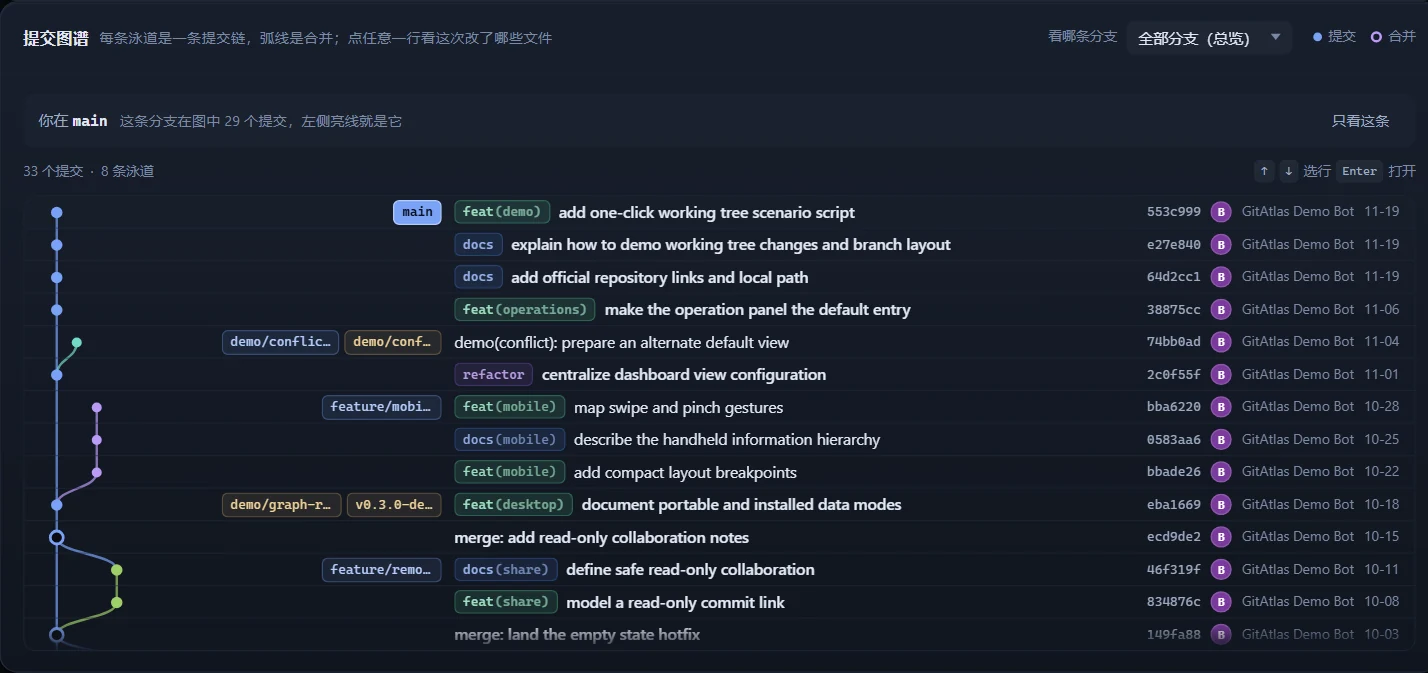 提交图谱 每条泳道是一条提交链，弧线是合并；点任意一行看这次改了哪些文件 看哪条分支 全部分支（总览） 提交 合并
你在 main 这条分支在图中 29 个提交，左侧亮线就是它 只看这条
33 个提交 · 8 条泳道 ↑ ↓ 选行 Enter 打开
main feat(demo) add one-click working tree scenario script 553c999 B GitAtlas Demo Bot 11-19
docs explain how to demo working tree changes and branch layout e27e840 B GitAtlas Demo Bot 11-19
docs add official repository links and local path 64d2cc1 B GitAtlas Demo Bot 11-19
feat(operations) make the operation panel the default entry 38875cc B GitAtlas Demo Bot 11-06
demo/conflic… demo/conf… demo(conflict): prepare an alternate default view 74bb0ad B GitAtlas Demo Bot 11-04
refactor centralize dashboard view configuration 2c0f55f B GitAtlas Demo Bot 11-01
feature/mobi… feat(mobile) map swipe and pinch gestures bba6220 B GitAtlas Demo Bot 10-28
docs(mobile) describe the handheld information hierarchy 0583aa6 B GitAtlas Demo Bot 10-25
feat(mobile) add compact layout breakpoints bbade26 B GitAtlas Demo Bot 10-22
demo/graph-r… v0.3.0-de… feat(desktop) document portable and installed data modes eba1669 B GitAtlas Demo Bot 10-18
merge: add read-only collaboration notes ecd9de2 B GitAtlas Demo Bot 10-15
feature/remo… docs(share) define safe read-only collaboration 46f319f B GitAtlas Demo Bot 10-11
feat(share) model a read-only commit link 834876c B GitAtlas Demo Bot 10-08
merge: land the empty state hotfix 149fa88 B GitAtlas Demo Bot 10-03